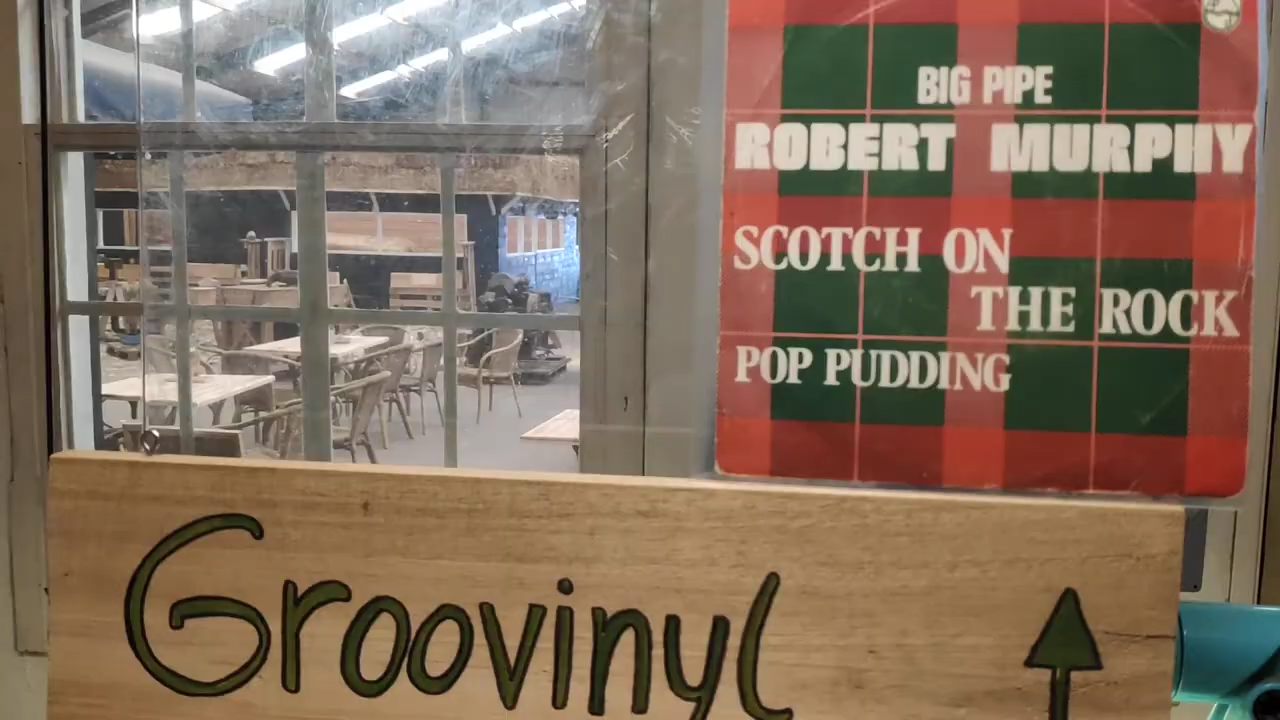 BIG PIPE
ROBERT MURPHY
SCOTCH ON
THE ROCK
POP PUDDING
Groovinyl